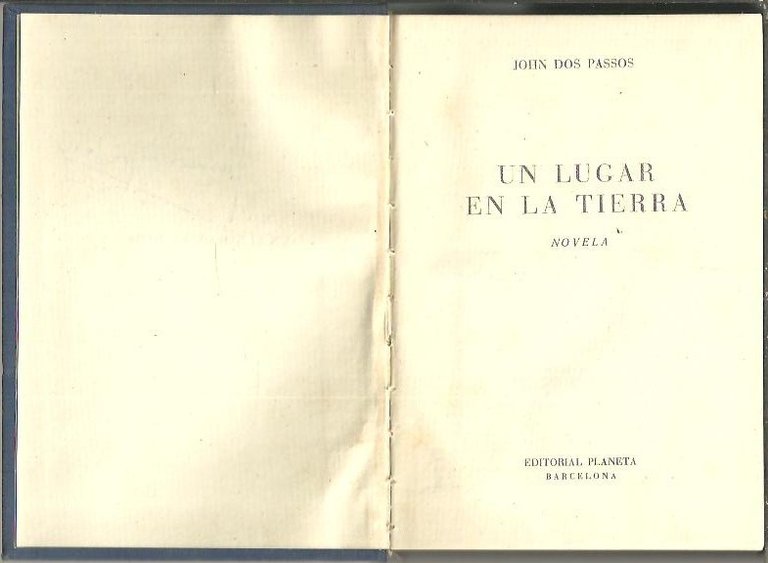 JOHN DOS PASSOS
UN LUGAR
EN LA TIERRA
NOVELA
EDITORIAL PLANETA
BARCELONA